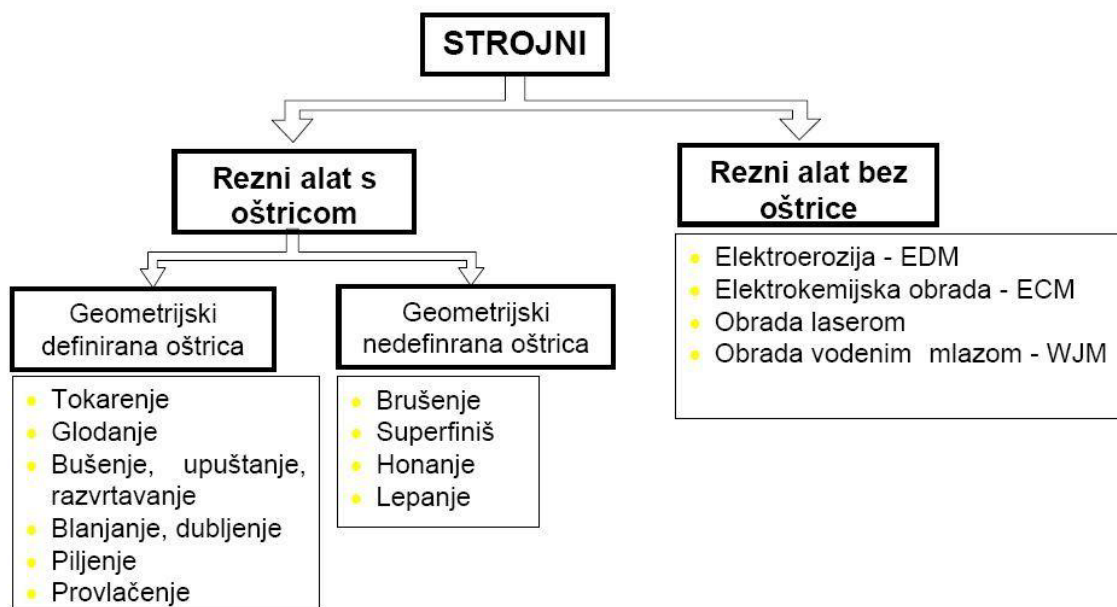 STROJNI
Rezni alat s
oštricom
Rezni alat bez
oštrice
Elektroerozija - EDM
Elektrokemijska obrada - ECM
Obrada laserom
Obrada vodenim mlazom - WJM
Geometrijski
definirana oštrica
Geometrijski
nedefinrana oštrica
Tokarenje
Glodanje
Bušenje, upuštanje,
razvrtavanje
Blanjanje, dubljenje
Piljenje
Provlačenje
Brušenje
Superfiniš
Honanje
Lepanje